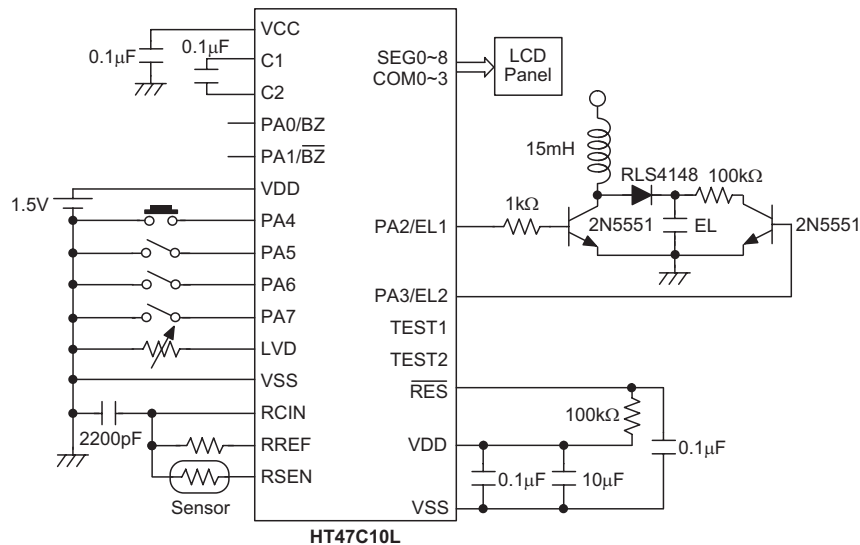 VCC
C1
C2
PA0/BZ
PA1/BZ
VDD
PA4
PA5
PA6
PA7
LVD
VSS
RCIN
RREF
RSEN
0.1μF
0.1μF
1.5V
2200pF
Sensor
SEG0~8
COM0~3
LCD
Panel
15mH
RLS4148
100kΩ
1kΩ
PA2/EL1
2N5551
EL
2N5551
PA3/EL2
TEST1
TEST2
RES
100kΩ
VDD
0.1μF
0.1μF
10μF
VSS
HT47C10L